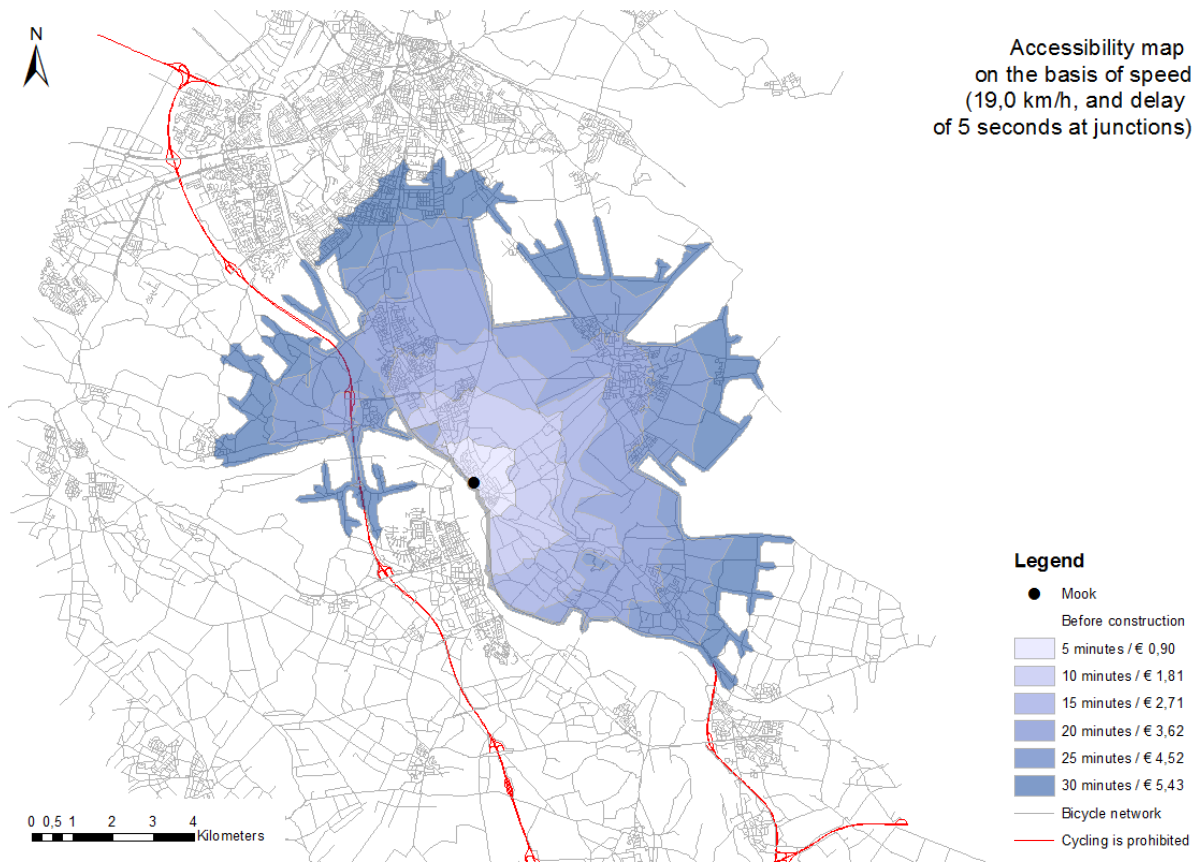 N
Accessibility map
on the basis of speed
(19,0 km/h, and delay
of 5 seconds at junctions)
Legend
Mook
Before construction
5 minutes / € 0,90
10 minutes / € 1,81
15 minutes / € 2,71
20 minutes / € 3,62
25 minutes / € 4,52
30 minutes / € 5,43
Bicycle network
Cycling is prohibited
0 0,5 1 2 3 4
Kilometers